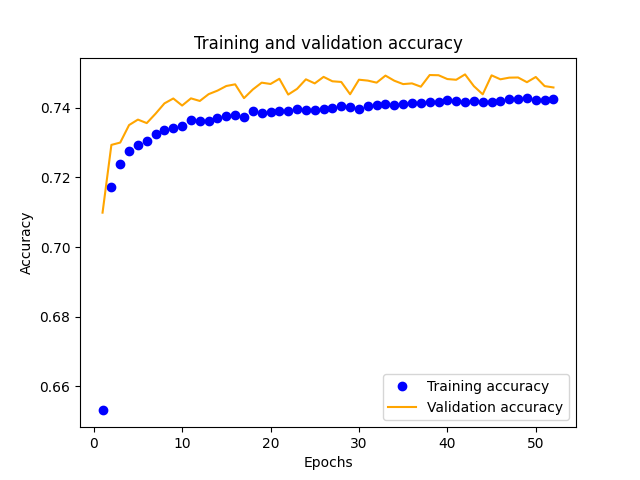 Training and validation accuracy
Accuracy
0.74
0.72
0.70
0.68
0.66
Training accuracy
Validation accuracy
0
10
20
30
40
50
Epochs